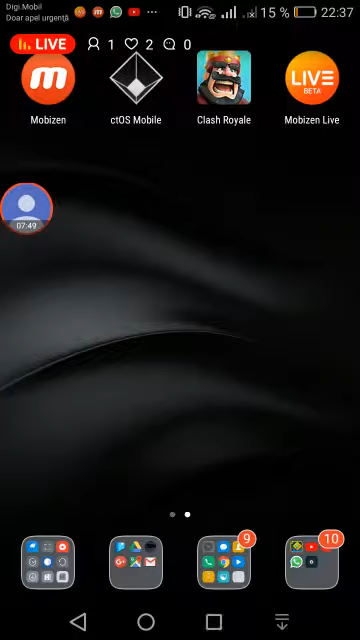 Digi.Mobil
Doar apel urgență
15 % 22:37
LIVE 1 2 0
LIVE
BETA
Mobizen
ctOS Mobile
Clash Royale
Mobizen Live
07:49
9
10